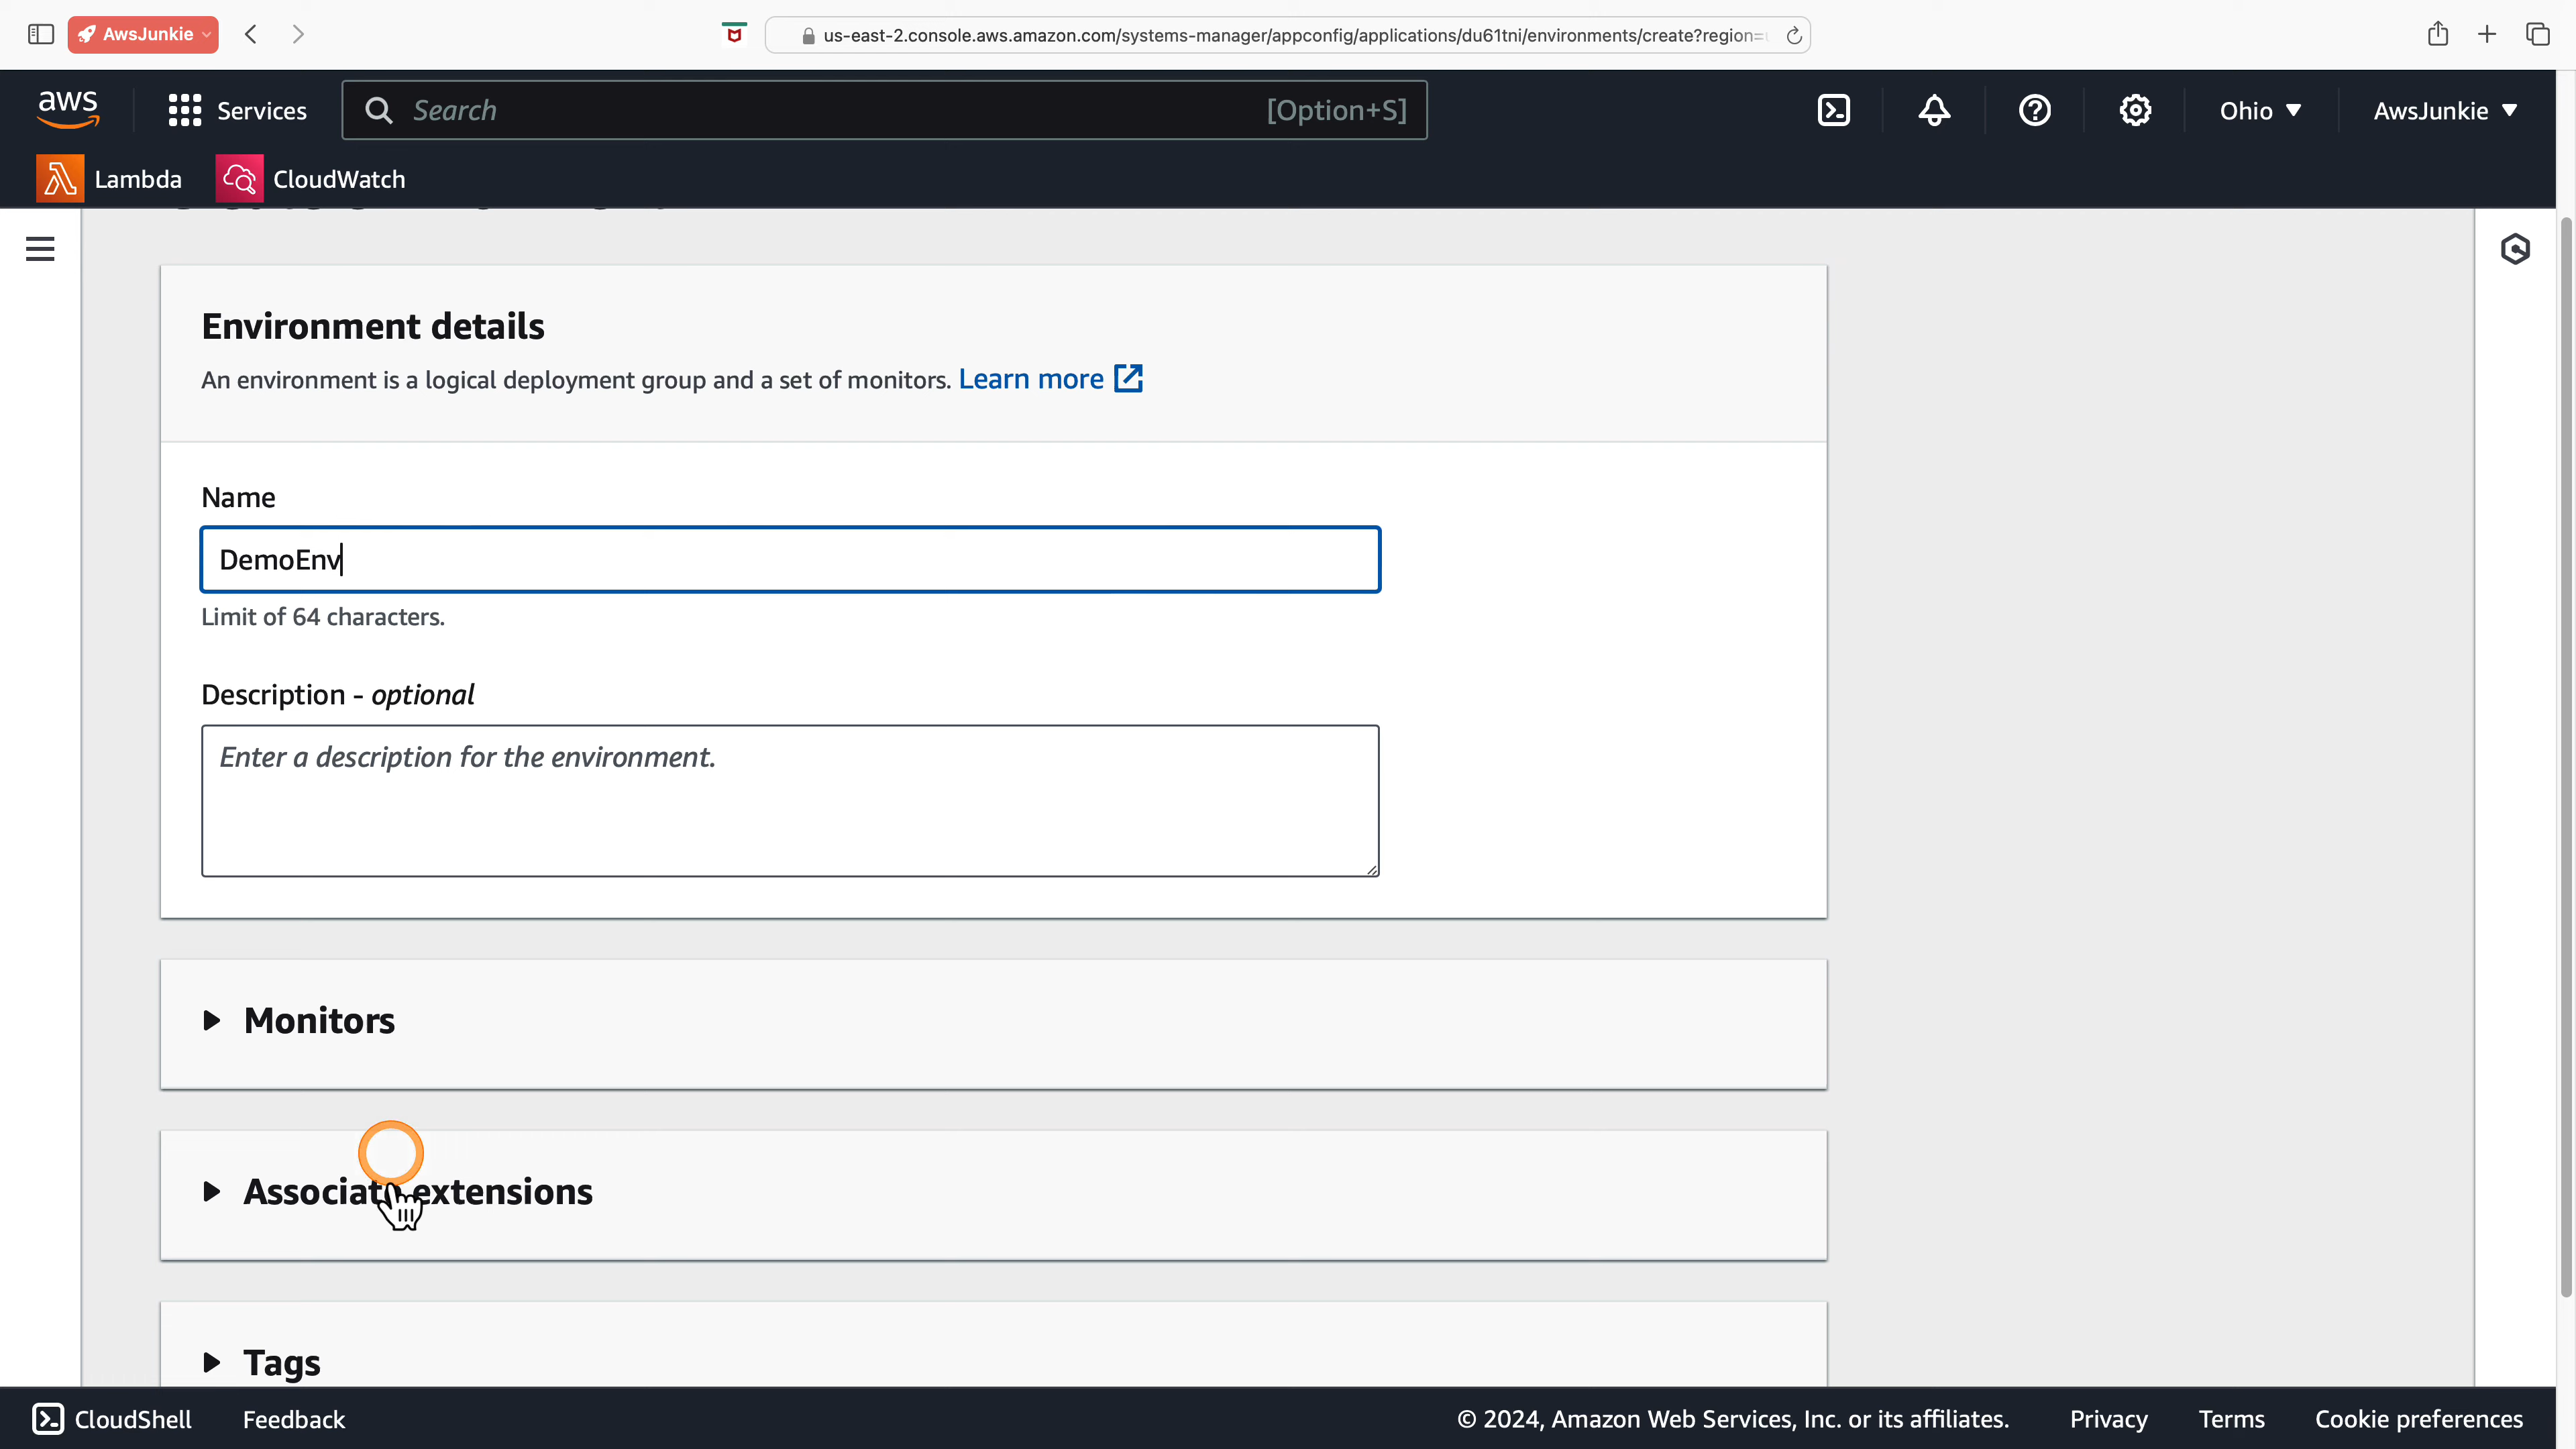 AwsJunkie
us-east-2.console.aws.amazon.com/systems-manager/appconfig/applications/du61tni/environments/create?region=
aws
Services
Search
[Option+S]
Ohio
AwsJunkie
Lambda
CloudWatch
Environment details
An environment is a logical deployment group and a set of monitors. Learn more
Name
DemoEnv
Limit of 64 characters.
Description - optional
Enter a description for the environment.
Monitors
Associate extensions
Tags
CloudShell
Feedback
© 2024, Amazon Web Services, Inc. or its affiliates.
Privacy
Terms
Cookie preferences